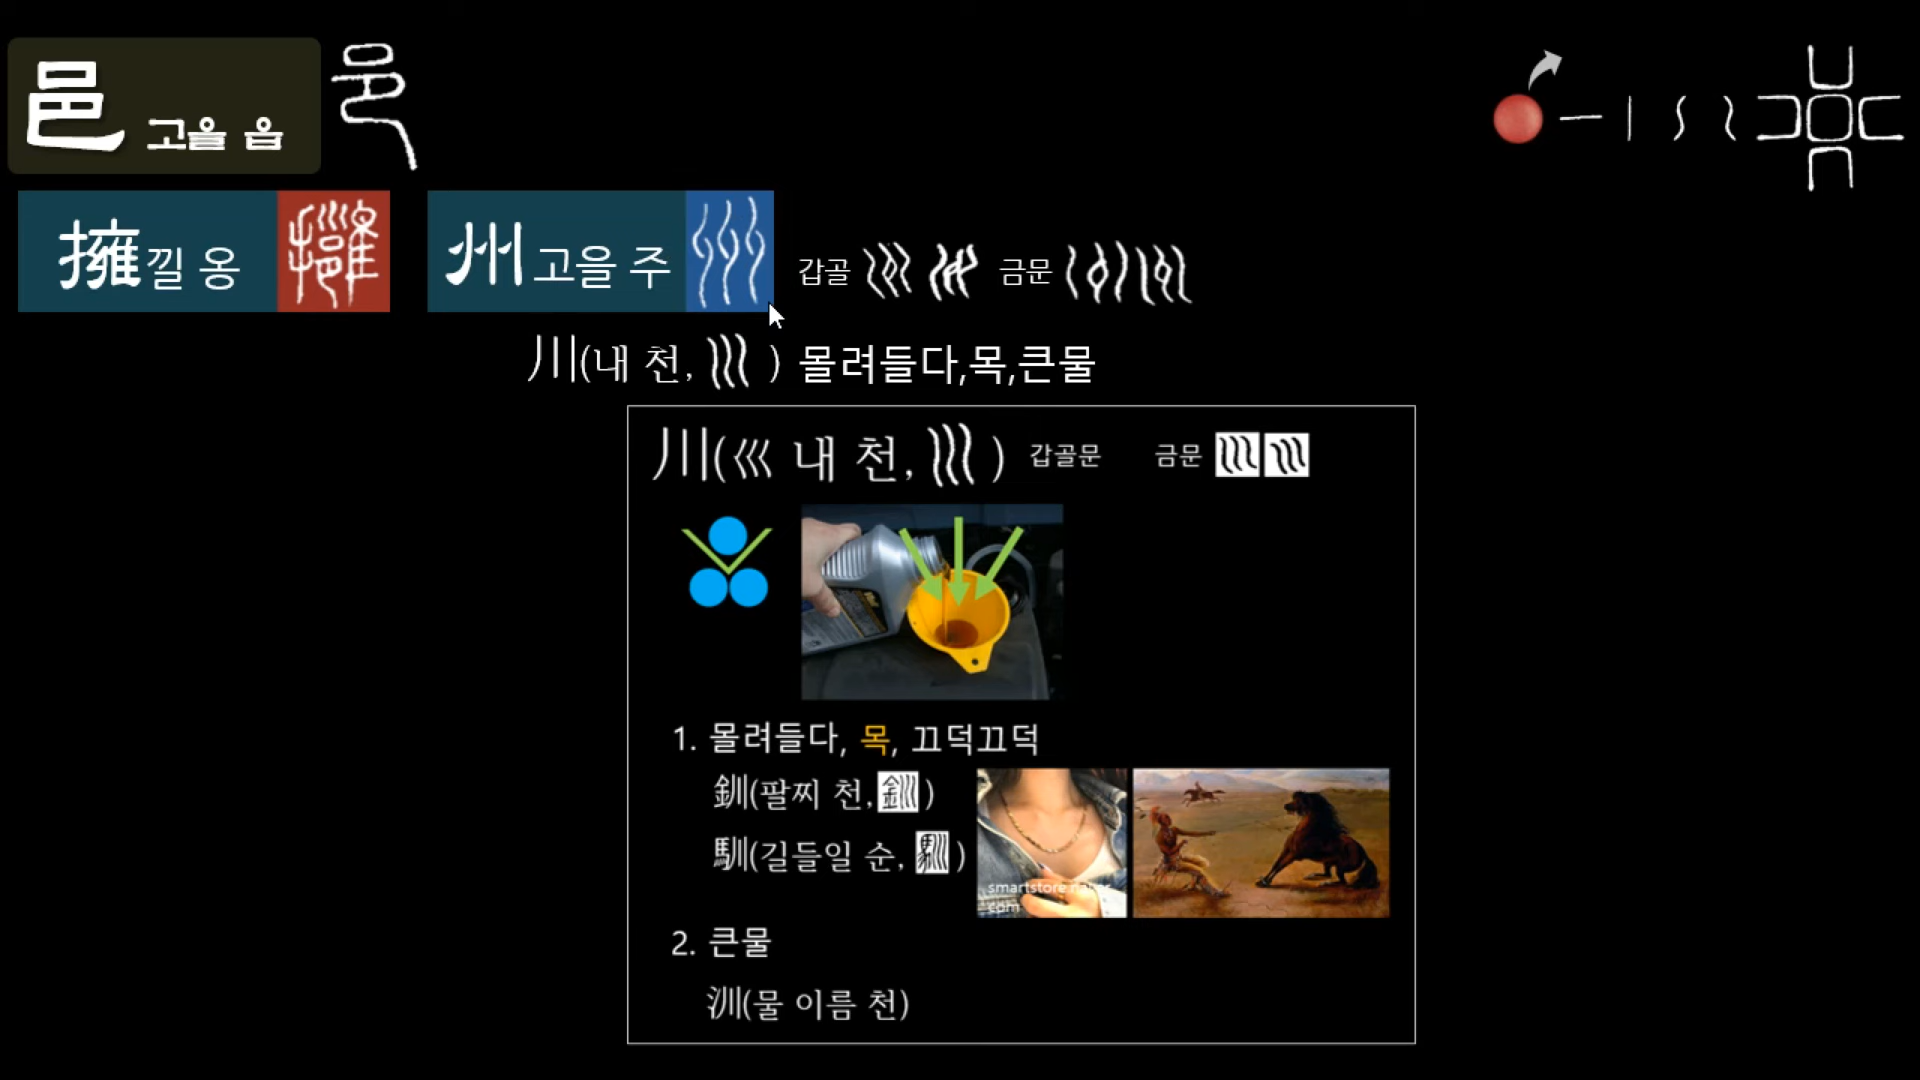 邑 고을 읍
擁 낄 옹 州 고을 주 갑골 금문
川(내 천, ) 몰려들다,목,큰물
川(巛 내 천, ) 갑골문 금문
1. 몰려들다, 목, 끄덕끄덕
釧(팔찌 천, )
馴(길들일 순, )
smartstore.naver.
com
2. 큰물
汌(물 이름 천)